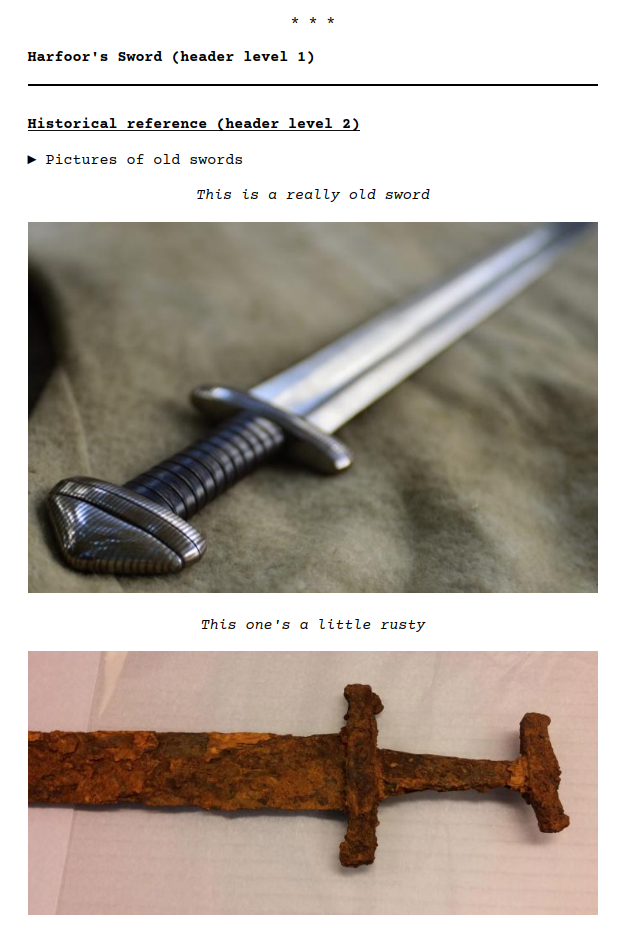 * * *
Harfoor's Sword (header level 1)
Historical reference (header level 2)
▶ Pictures of old swords
This is a really old sword
This one's a little rusty